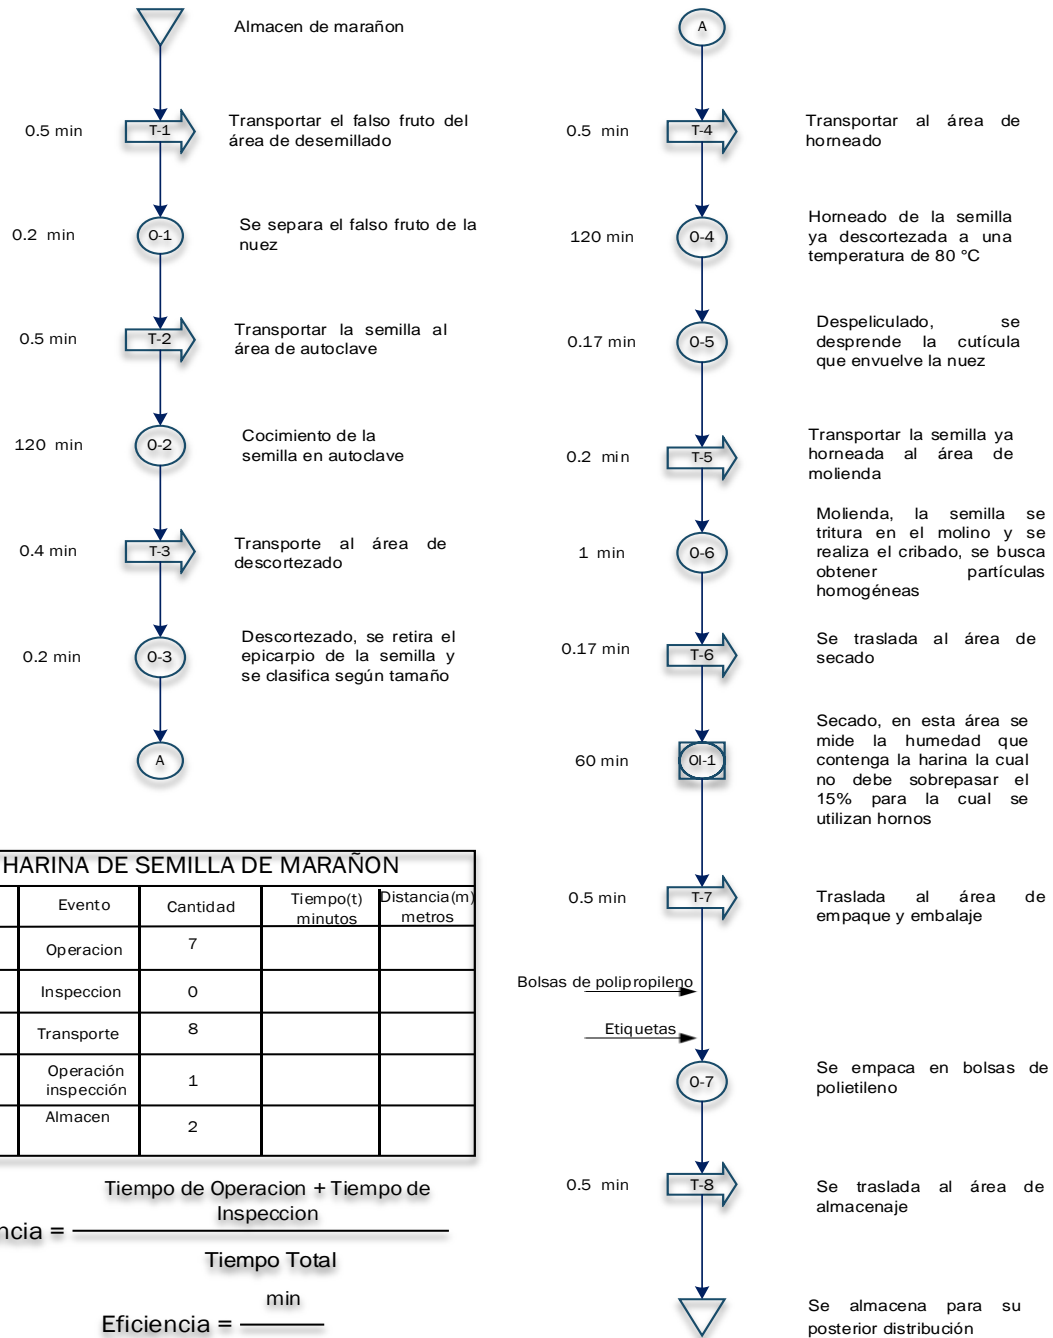 Almacen de marañon
0.5 min
T-1
Transportar el falso fruto del
área de desemillado
0.2 min
O-1
Se separa el falso fruto de la
nuez
0.5 min
T-2
Transportar la semilla al
área de autoclave
120 min
O-2
Cocimiento de la
semilla en autoclave
0.4 min
T-3
Transporte al área de
descortezado
0.2 min
O-3
Descortezado, se retira el
epicarpio de la semilla y
se clasifica según tamaño
A
HARINA DE SEMILLA DE MARAÑON
Evento Cantidad Tiempo(t) Distancia(m)
minutos metros
Operacion 7
Inspeccion 0
Transporte 8
Operación
inspección 1
Almacen 2
Tiempo de Operacion + Tiempo de
Inspeccion
ncia =
Tiempo Total
min
Eficiencia =
A
0.5 min
T-4
Transportar al área de
horneado
120 min
O-4
Horneado de la semilla
ya descortezada a una
temperatura de 80 °C
0.17 min
O-5
Despeliculado, se
desprende la cutícula
que envuelve la nuez
0.2 min
T-5
Transportar la semilla ya
horneada al área de
molienda
1 min
O-6
Molienda, la semilla se
tritura en el molino y se
realiza el cribado, se busca
obtener partículas
homogéneas
0.17 min
T-6
Se traslada al área de
secado
60 min
OI-1
Secado, en esta área se
mide la humedad que
contenga la harina la cual
no debe sobrepasar el
15% para la cual se
utilizan hornos
0.5 min
T-7
Traslada al área de
empaque y embalaje
Bolsas de polipropileno
Etiquetas
O-7
Se empaca en bolsas de
polietileno
0.5 min
T-8
Se traslada al área de
almacenaje
Se almacena para su
posterior distribución